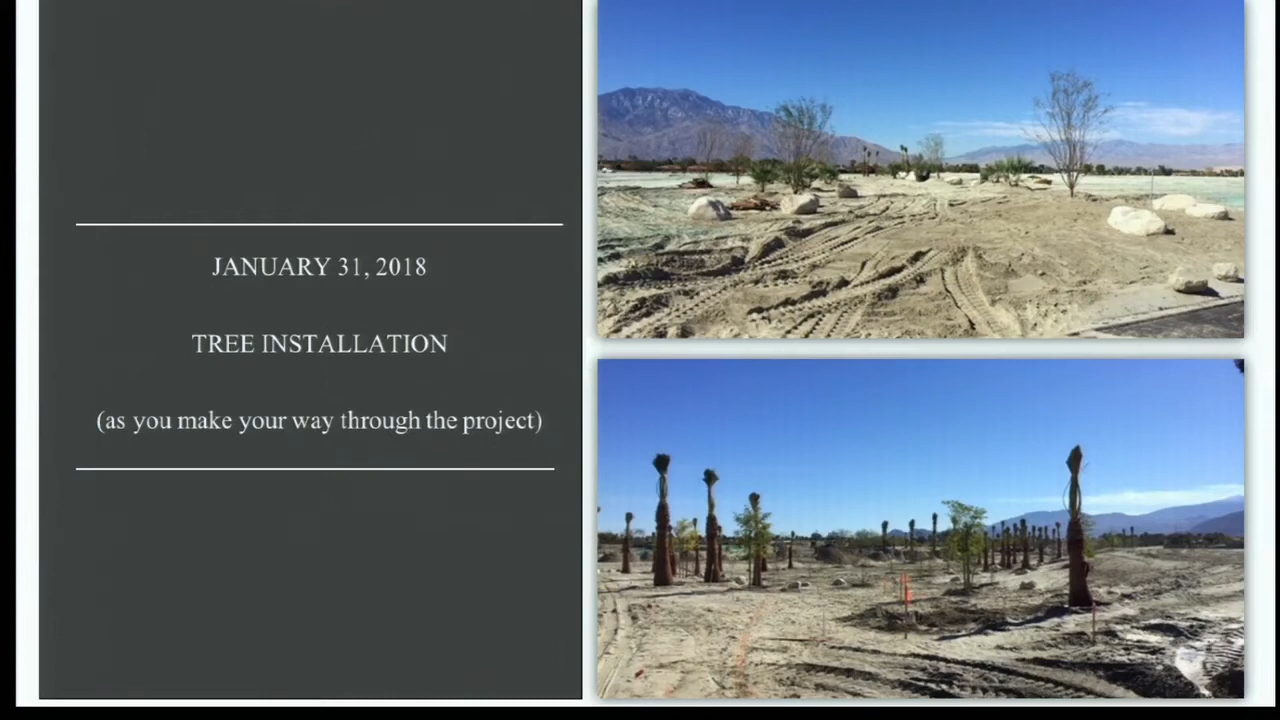 JANUARY 31, 2018
TREE INSTALLATION
(as you make your way through the project)